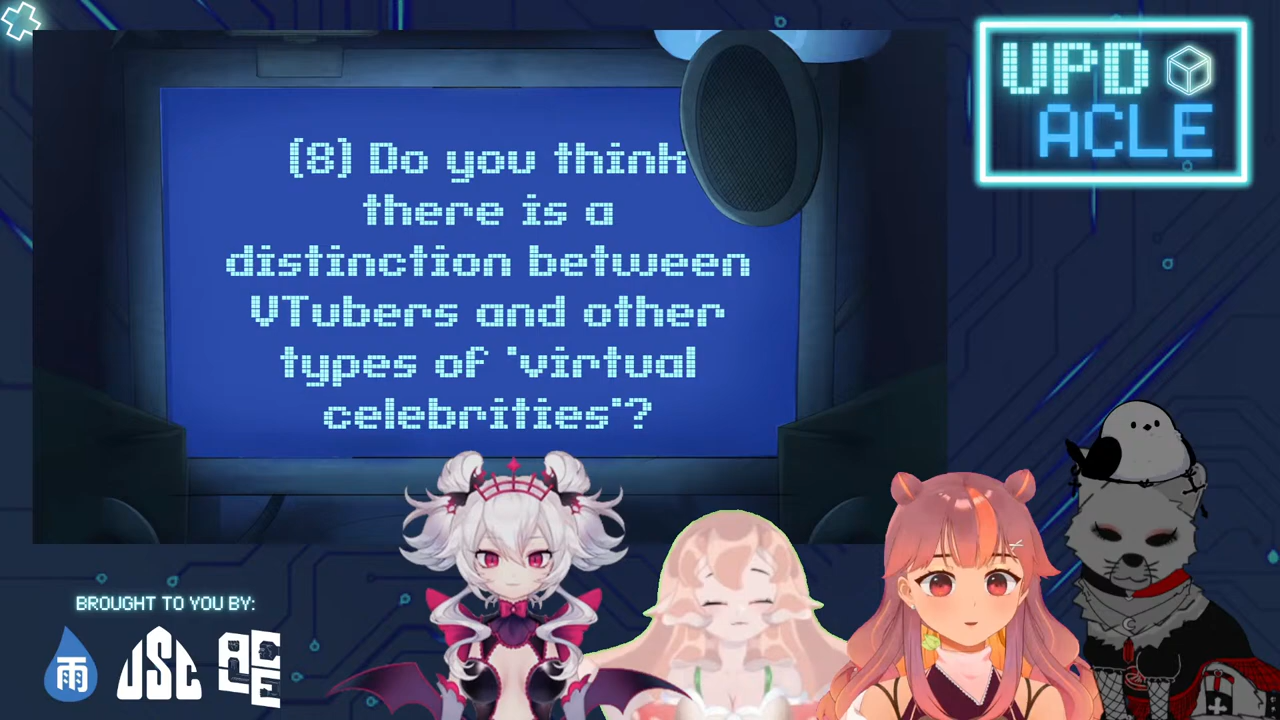 UPD
ACLE
(8) Do you think
there is a
distinction between
VTubers and other
types of 'virtual
celebrities'?
BROUGHT TO YOU BY:
雨
USC
ACLE